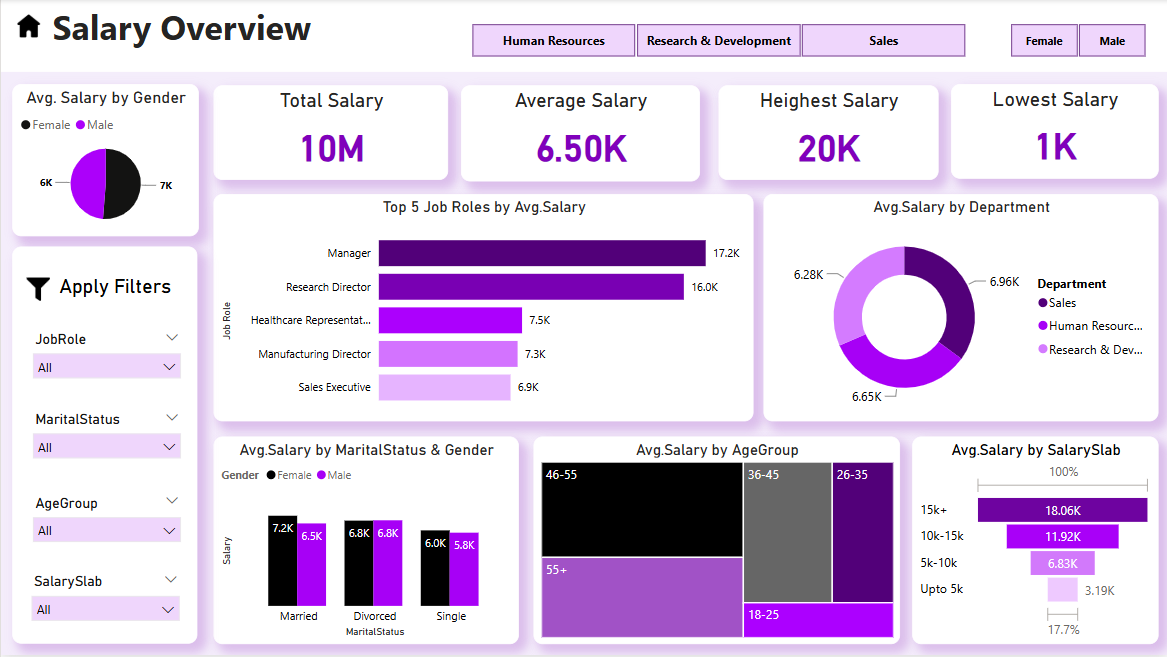 Salary Overview
Human Resources
Research & Development
Sales
Female
Male
Avg. Salary by Gender
Female Male
6K
7K
Total Salary
10M
Average Salary
6.50K
Heighest Salary
20K
Lowest Salary
1K
Apply Filters
JobRole
All
MaritalStatus
All
AgeGroup
All
SalarySlab
All
Top 5 Job Roles by Avg.Salary
Job Role
Manager 17.2K
Research Director 16.0K
Healthcare Representat... 7.5K
Manufacturing Director 7.3K
Sales Executive 6.9K
Avg.Salary by Department
6.28K
6.96K
6.65K
Department
Sales
Human Resourc...
Research & Dev...
Avg.Salary by MaritalStatus & Gender
Gender Female Male
Salary
7.2K 6.5K 6.8K 6.8K 6.0K 5.8K
Married Divorced Single
MaritalStatus
Avg.Salary by AgeGroup
46-55
36-45
26-35
55+
18-25
Avg.Salary by SalarySlab
100%
15k+ 18.06K
10k-15k 11.92K
5k-10k 6.83K
Upto 5k 3.19K
17.7%